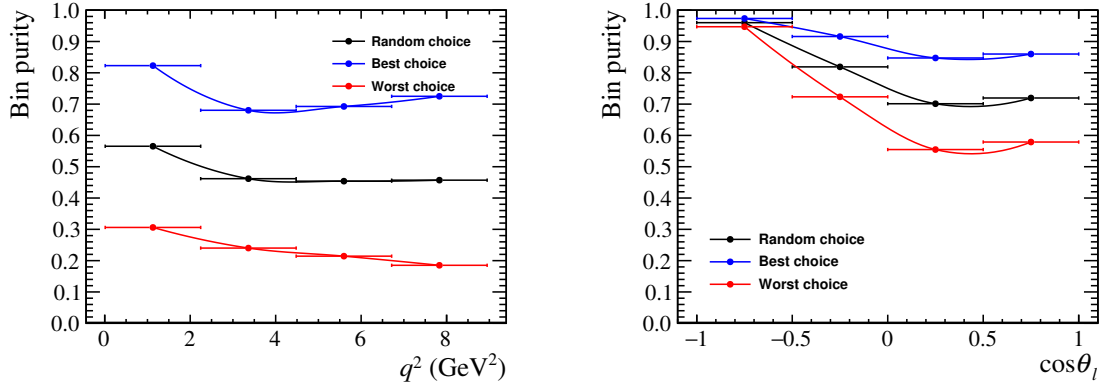 Bin purity
1.0
0.9
0.8
0.7
0.6
0.5
0.4
0.3
0.2
0.1
0.0
Random choice
Best choice
Worst choice
0 2 4 6 8
q² (GeV²)
Bin purity
1.0
0.9
0.8
0.7
0.6
0.5
0.4
0.3
0.2
0.1
0.0
Random choice
Best choice
Worst choice
−1 −0.5 0 0.5 1
cosθₗ